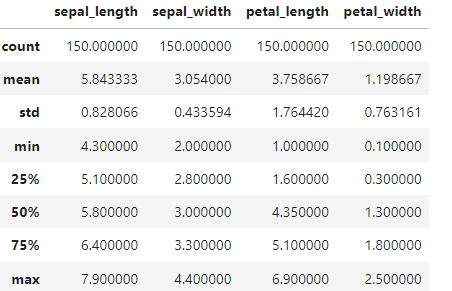 sepal_length sepal_width petal_length petal_width
count 150.000000 150.000000 150.000000 150.000000
mean 5.843333 3.054000 3.758667 1.198667
std 0.828066 0.433594 1.764420 0.763161
min 4.300000 2.000000 1.000000 0.100000
25% 5.100000 2.800000 1.600000 0.300000
50% 5.800000 3.000000 4.350000 1.300000
75% 6.400000 3.300000 5.100000 1.800000
max 7.900000 4.400000 6.900000 2.500000